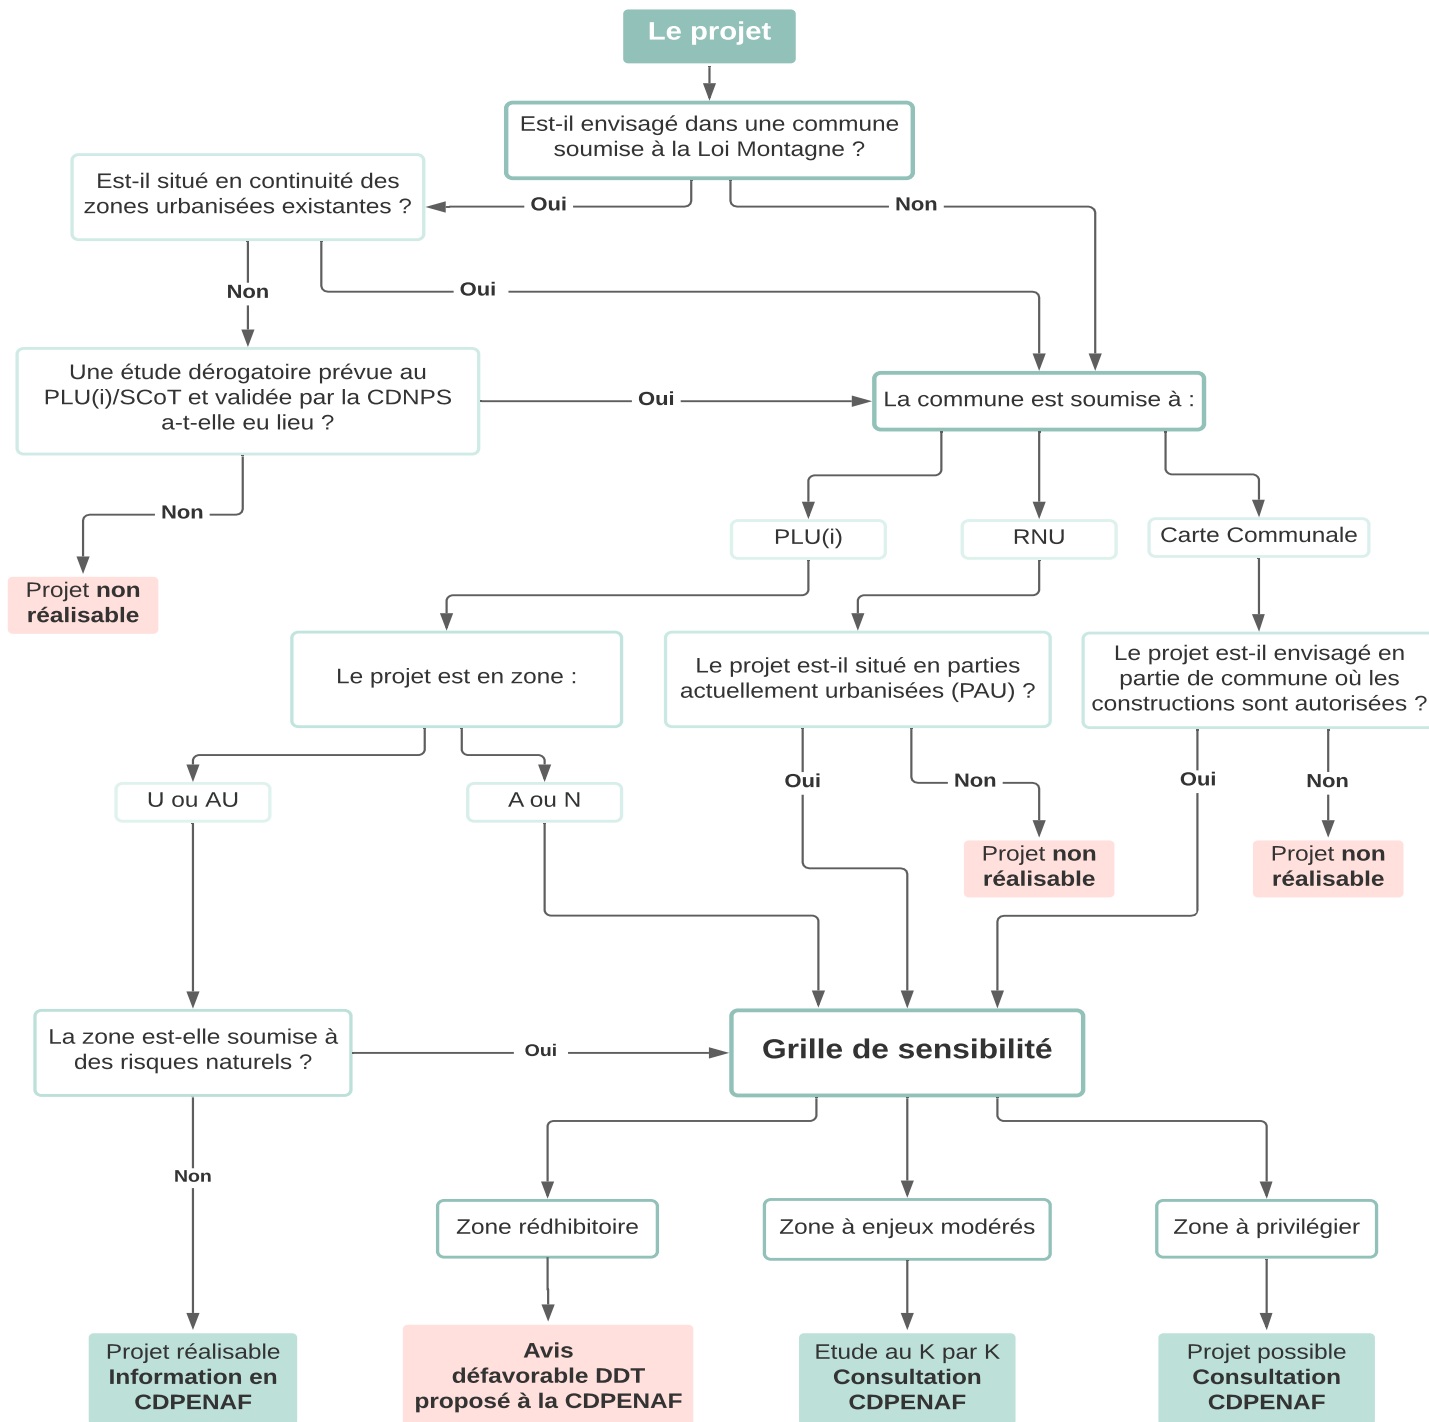 Le projet
Est-il envisagé dans une commune
soumise à la Loi Montagne ?
Est-il situé en continuité des
zones urbanisées existantes ?
Oui
Non
Non
Oui
Une étude dérogatoire prévue au
PLU(i)/SCoT et validée par la CDNPS
a-t-elle eu lieu ?
Oui
La commune est soumise à :
Non
PLU(i)
RNU
Carte Communale
Projet non
réalisable
Le projet est en zone :
Le projet est-il situé en parties
actuellement urbanisées (PAU) ?
Le projet est-il envisagé en
partie de commune où les
constructions sont autorisées ?
U ou AU
A ou N
Oui
Non
Oui
Non
Projet non
réalisable
Projet non
réalisable
La zone est-elle soumise à
des risques naturels ?
Oui
Grille de sensibilité
Non
Zone rédhibitoire
Zone à enjeux modérés
Zone à privilégier
Projet réalisable
Information en
CDPENAF
Avis
défavorable DDT
proposé à la CDPENAF
Etude au K par K
Consultation
CDPENAF
Projet possible
Consultation
CDPENAF